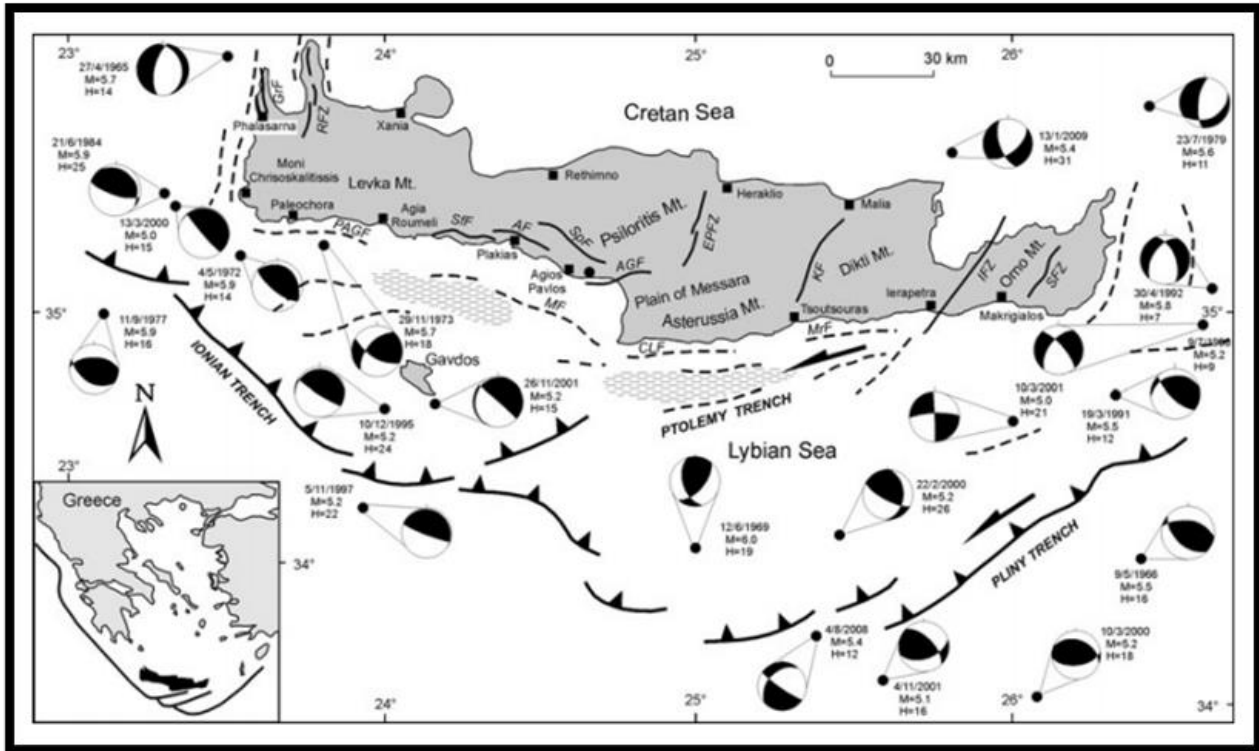 23°
24°
25°
26°
0 30 km
27/4/1965
M=5.7
H=14
GrF
RFZ
Phalasarna
Xania
Cretan Sea
13/1/2009
M=5.4
H=31
23/7/1979
M=5.6
H=11
21/6/1984
M=5.9
H=25
Moni
Chrisoskalitissis
Levka Mt.
Rethimno
Heraklio
Malia
Paleochora
Agia
Roumeli
13/3/2000
M=5.0
H=15
PAGF
SfF
AF
SpF
Plakias
Psiloritis Mt.
EPFZ
KF
Dikti Mt.
IFZ
Orno Mt.
SFZ
4/5/1972
M=5.9
H=14
Agios
Pavlos
AGF
Plain of Messara
Asterussia Mt.
Tsoutsouras
Ierapetra
Makrigialos
30/4/1992
M=5.8
H=7
35°
35°
MF
MrF
CLF
11/9/1977
M=5.9
H=16
29/11/1973
M=5.7
H=18
Gavdos
M=5.2
H=9
IONIAN TRENCH
N
26/11/2001
M=5.2
H=15
10/3/2001
M=5.0
H=21
19/3/1991
M=5.5
H=12
10/12/1995
M=5.2
H=24
PTOLEMY TRENCH
Lybian Sea
23°
Greece
5/11/1997
M=5.2
H=22
12/6/1969
M=6.0
H=19
22/2/2000
M=5.2
H=26
PLINY TRENCH
34°
9/5/1966
M=5.5
H=16
4/8/2008
M=5.4
H=12
4/11/2001
M=5.1
H=16
10/3/2000
M=5.2
H=18
24°
25°
26°
34°